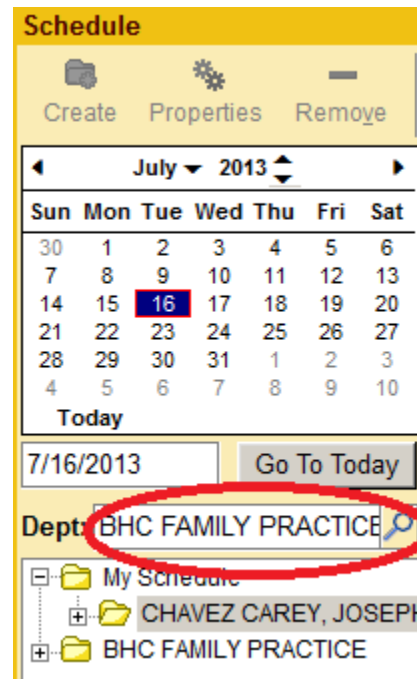 Schedule
Create Properties Remove
July 2013
Sun Mon Tue Wed Thu Fri Sat
30 1 2 3 4 5 6
7 8 9 10 11 12 13
14 15 16 17 18 19 20
21 22 23 24 25 26 27
28 29 30 31 1 2 3
4 5 6 7 8 9 10
Today
7/16/2013 Go To Today
Dept: BHC FAMILY PRACTICE
My Schedule
CHAVEZ CAREY, JOSEPH
BHC FAMILY PRACTICE